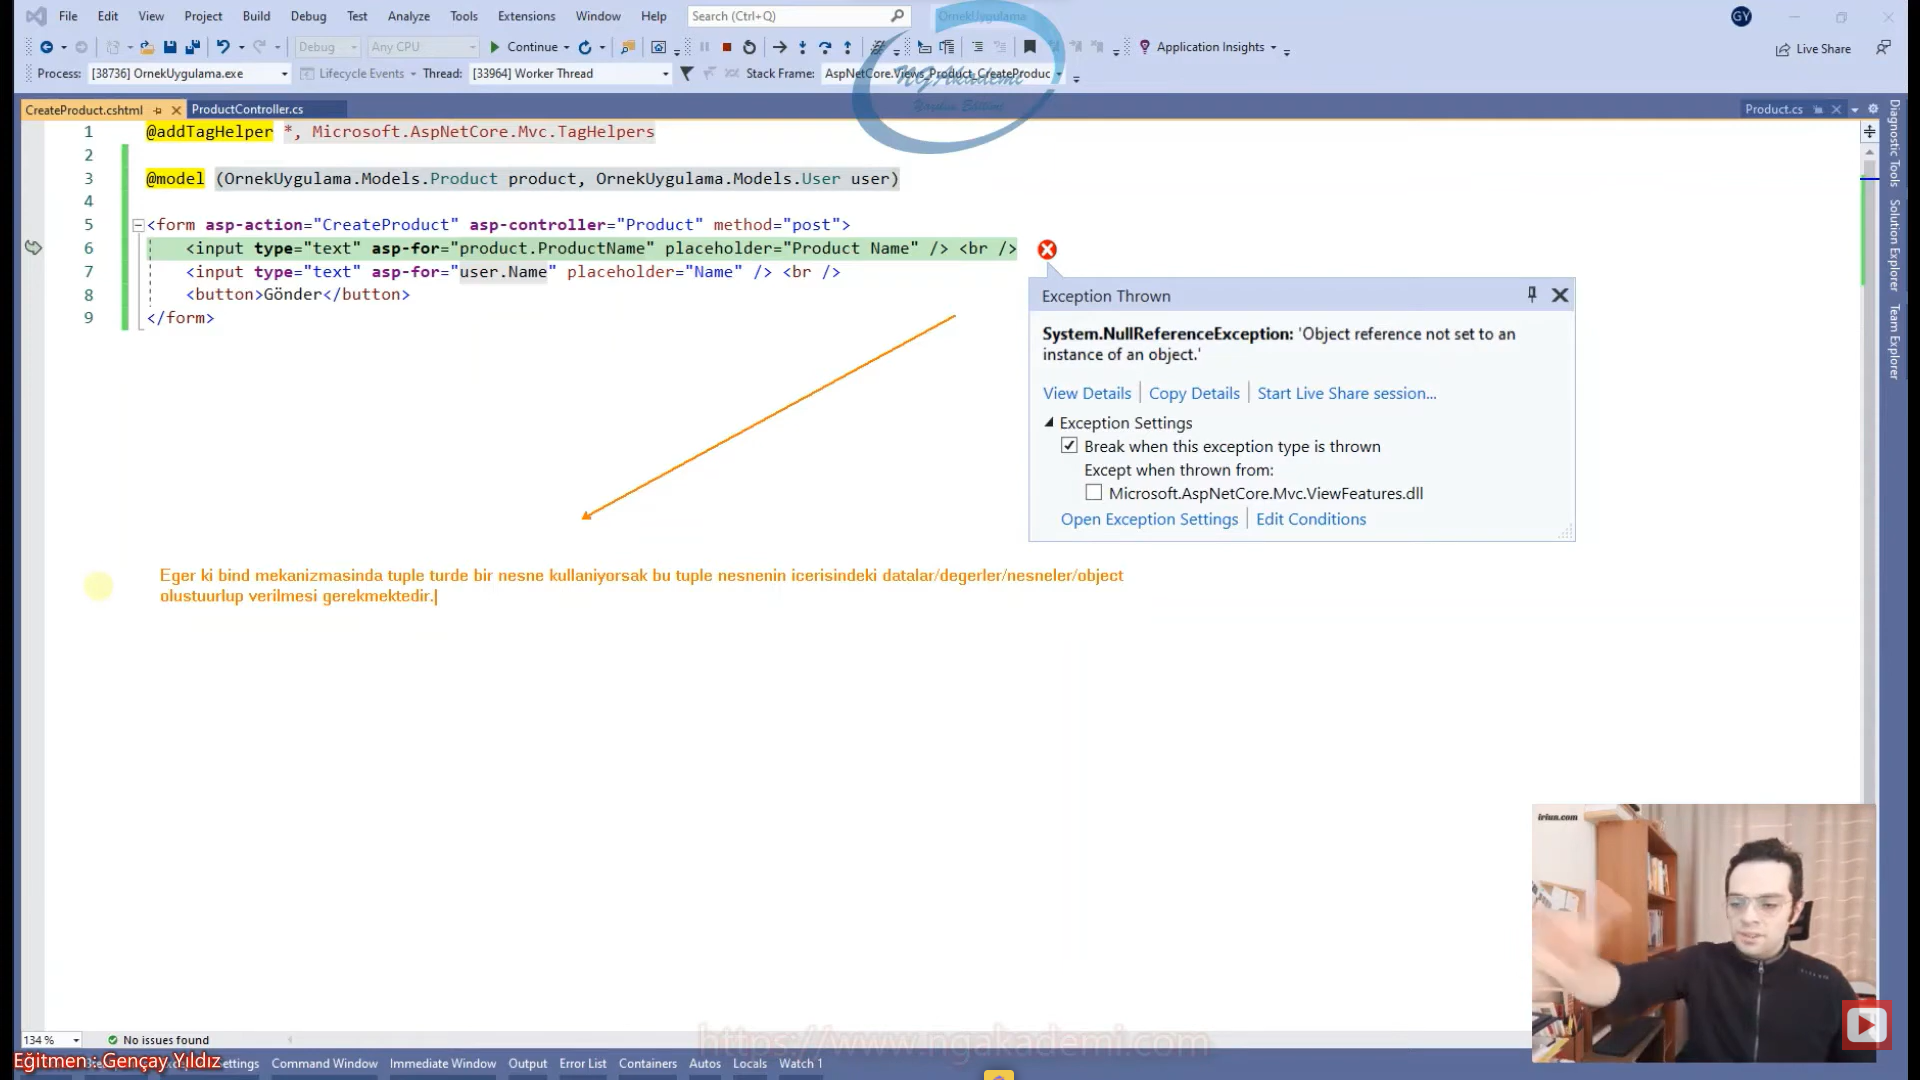 File Edit View Project Build Debug Test Analyze Tools Extensions Window Help Search (Ctrl+Q) OrnekUygulama GY
Debug Any CPU Continue Application Insights Live Share
Process: [38736] OrnekUygulama.exe Lifecycle Events Thread: [33964] Worker Thread Stack Frame: AspNetCore.Views_Product_CreateProduc
NGAkademi
Yazılım Eğitimi
CreateProduct.cshtml ProductController.cs Product.cs
1 @addTagHelper *, Microsoft.AspNetCore.Mvc.TagHelpers
2
3 @model (OrnekUygulama.Models.Product product, OrnekUygulama.Models.User user)
4
5 <form asp-action="CreateProduct" asp-controller="Product" method="post">
6 <input type="text" asp-for="product.ProductName" placeholder="Product Name" /> <br />
7 <input type="text" asp-for="user.Name" placeholder="Name" /> <br />
8 <button>Gönder</button>
9 </form>
Exception Thrown
System.NullReferenceException: 'Object reference not set to an
instance of an object.'
View Details Copy Details Start Live Share session...
Exception Settings
Break when this exception type is thrown
Except when thrown from:
Microsoft.AspNetCore.Mvc.ViewFeatures.dll
Open Exception Settings Edit Conditions
Eger ki bind mekanizmasinda tuple turde bir nesne kullaniyorsak bu tuple nesnenin icerisindeki datalar/degerler/nesneler/object
olustuurlup verilmesi gerekmektedir.
Diagnostic Tools
Solution Explorer
Team Explorer
iriun.com
134 % No issues found
https://www.ngakademi.com
Eğitmen : Gençay Yıldız
Command Window Immediate Window Output Error List Containers Autos Locals Watch 1